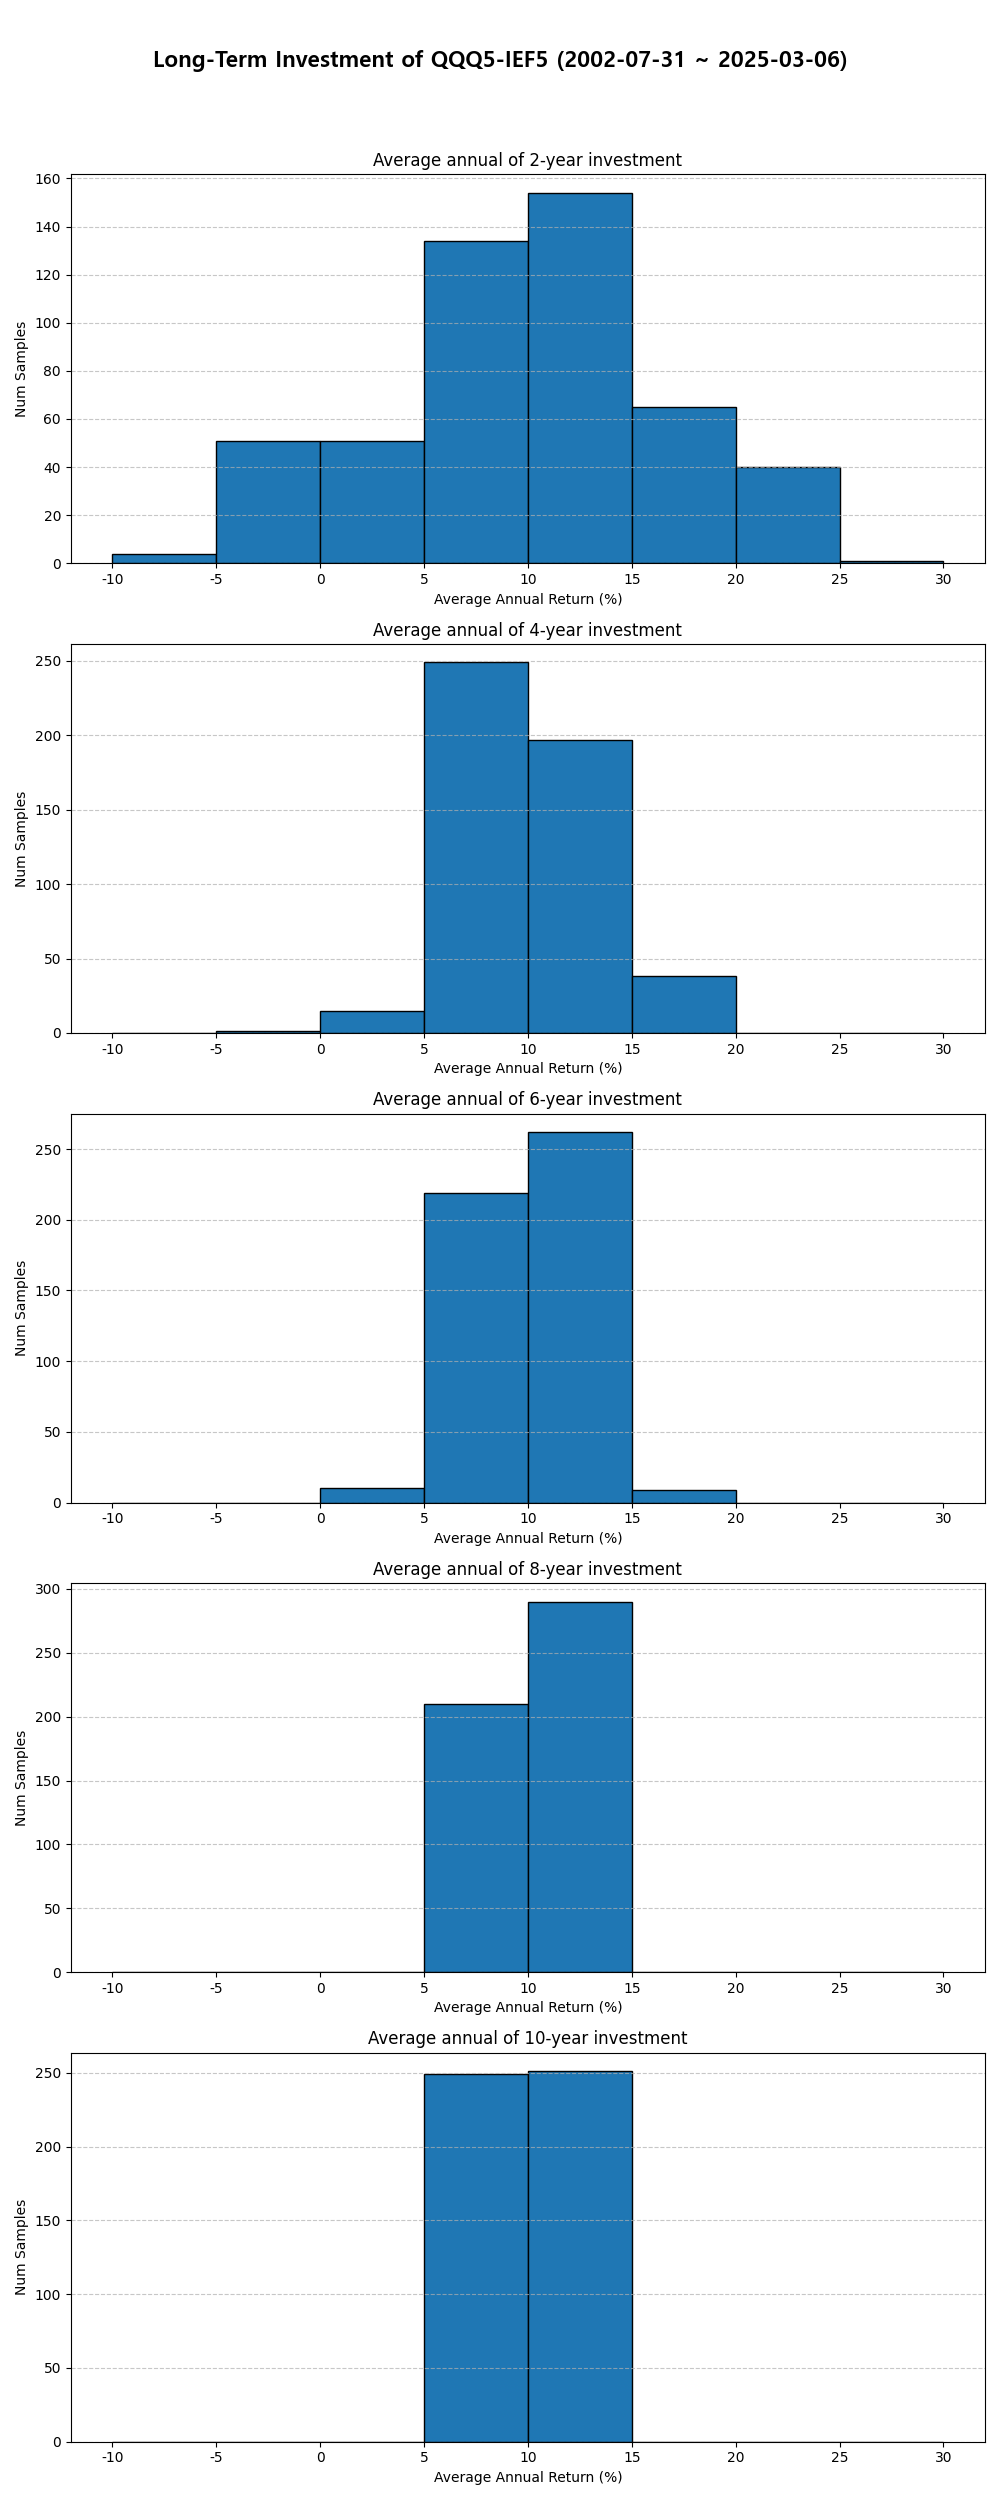 Long-Term Investment of QQQ5-IEF5 (2002-07-31 ~ 2025-03-06)
Average annual of 2-year investment
160
140
120
100
80
60
40
20
0
Num Samples
-10 -5 0 5 10 15 20 25 30
Average Annual Return (%)
Average annual of 4-year investment
250
200
150
100
50
0
Num Samples
-10 -5 0 5 10 15 20 25 30
Average Annual Return (%)
Average annual of 6-year investment
250
200
150
100
50
0
Num Samples
-10 -5 0 5 10 15 20 25 30
Average Annual Return (%)
Average annual of 8-year investment
300
250
200
150
100
50
0
Num Samples
-10 -5 0 5 10 15 20 25 30
Average Annual Return (%)
Average annual of 10-year investment
250
200
150
100
50
0
Num Samples
-10 -5 0 5 10 15 20 25 30
Average Annual Return (%)